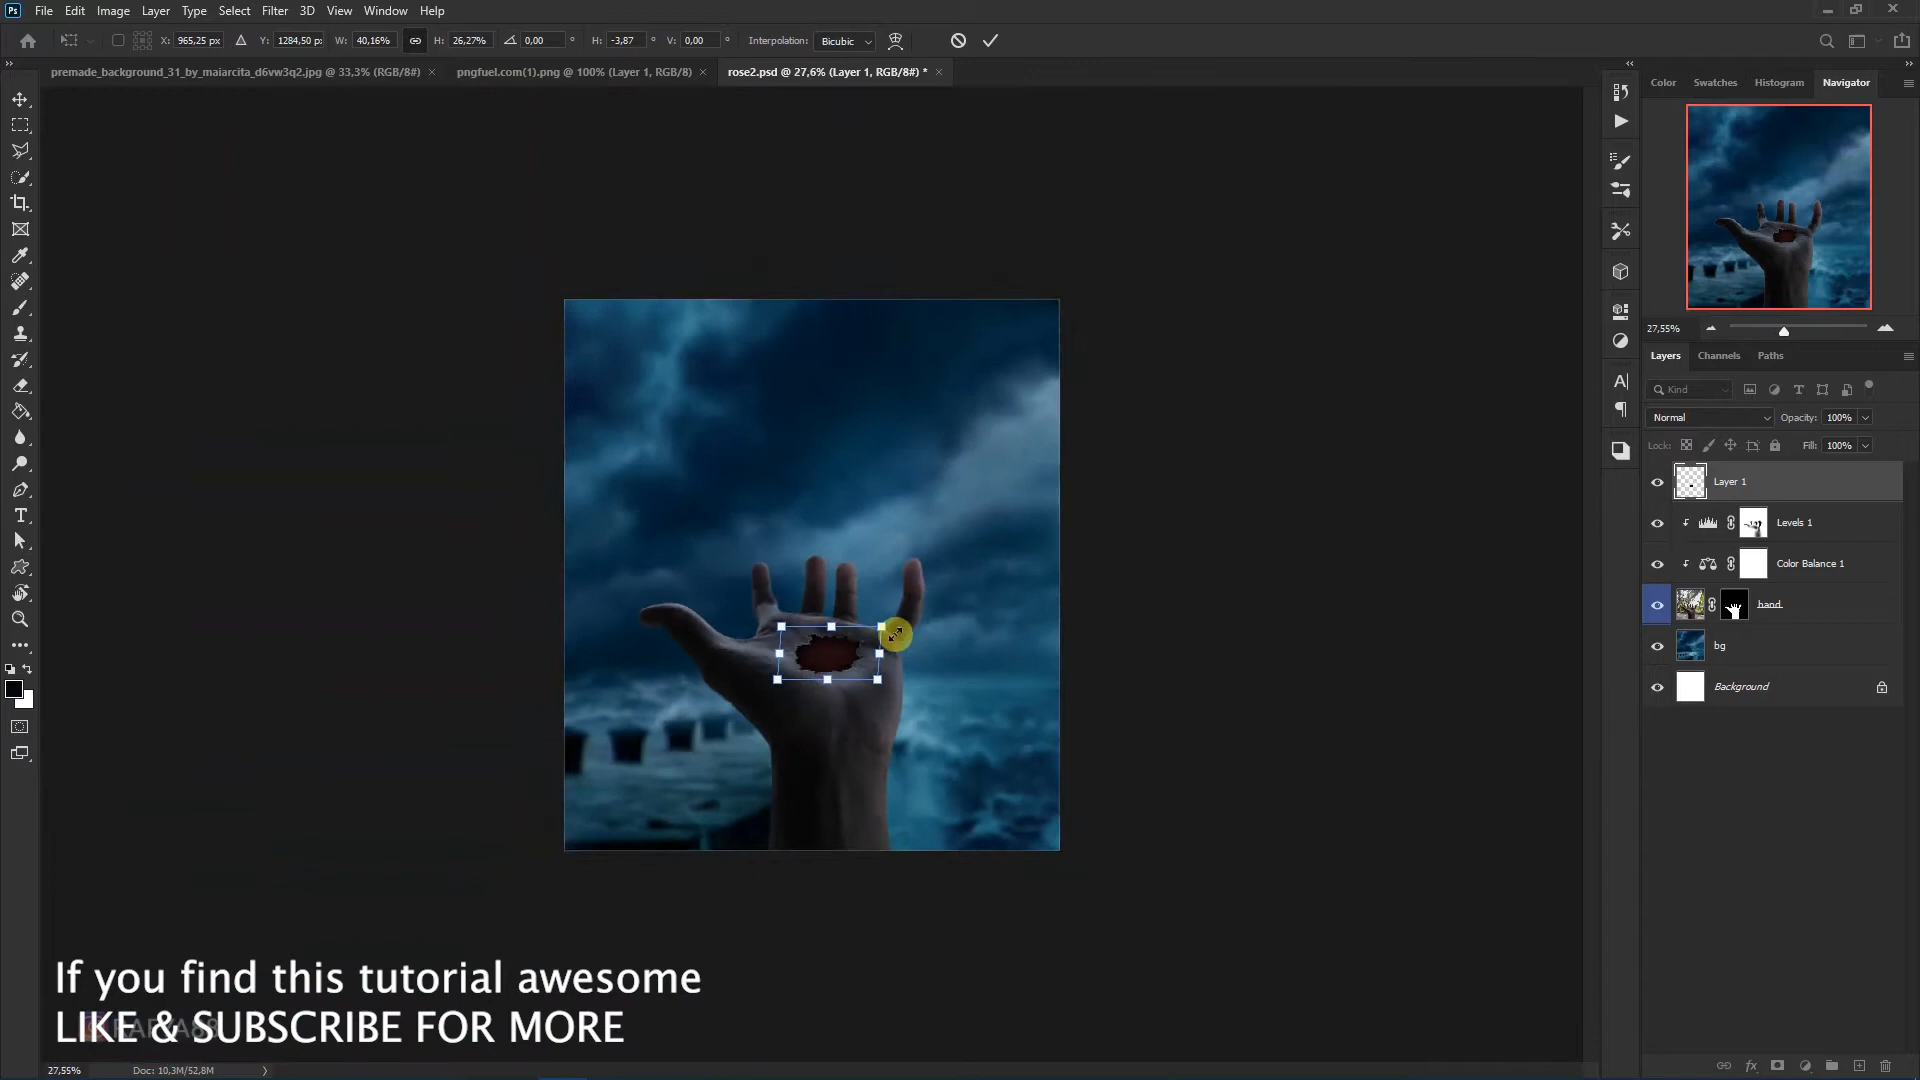 Ps File Edit Image Layer Type Select Filter 3D View Window Help
X: 965,25 px Y: 1284,50 px W: 40,16% H: 26,27% 0,00 ° H: -3,87 ° V: 0,00 ° Interpolation: Bicubic
premade_background_31_by_maiarcita_d6vw3q2.jpg @ 33,3% (RGB/8#) × pngfuel.com(1).png @ 100% (Layer 1, RGB/8) × rose2.psd @ 27,6% (Layer 1, RGB/8#) * ×
Color Swatches Histogram Navigator
27,55%
Layers Channels Paths
Kind
Normal Opacity: 100%
Lock: Fill: 100%
Layer 1
Levels 1
Color Balance 1
hand
bg
Background
If you find this tutorial awesome
LIKE & SUBSCRIBE FOR MORE
27,55% Doc: 10,3M/52,8M